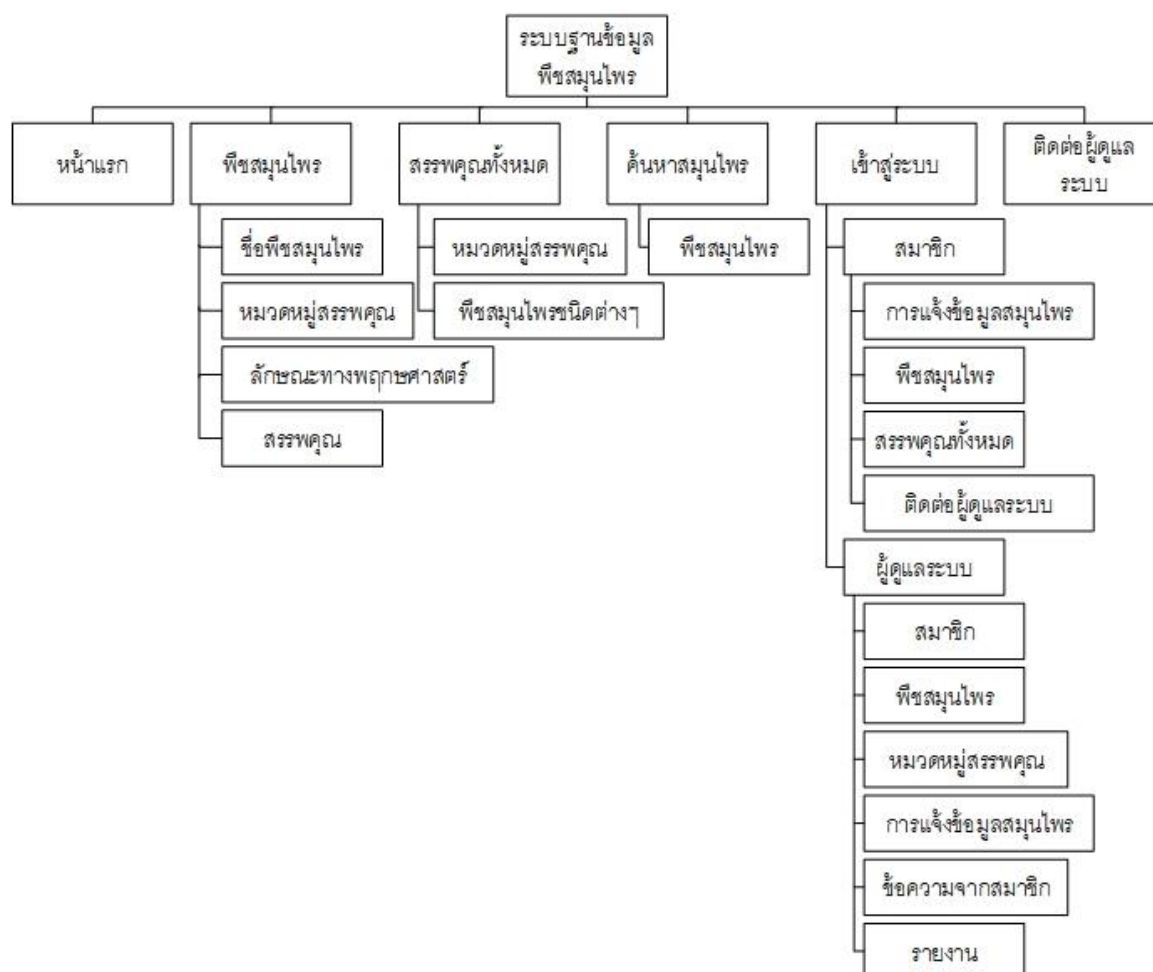 ระบบฐานข้อมูล
พืชสมุนไพร
หน้าแรก
พืชสมุนไพร
สรรพคุณทั้งหมด
ค้นหาสมุนไพร
เข้าสู่ระบบ
ติดต่อผู้ดูแล
ระบบ
ชื่อพืชสมุนไพร
หมวดหมู่สรรพคุณ
ลักษณะทางพฤกษศาสตร์
สรรพคุณ
หมวดหมู่สรรพคุณ
พืชสมุนไพรชนิดต่างๆ
พืชสมุนไพร
สมาชิก
การแจ้งข้อมูลสมุนไพร
พืชสมุนไพร
สรรพคุณทั้งหมด
ติดต่อผู้ดูแลระบบ
ผู้ดูแลระบบ
สมาชิก
พืชสมุนไพร
หมวดหมู่สรรพคุณ
การแจ้งข้อมูลสมุนไพร
ข้อความจากสมาชิก
รายงาน